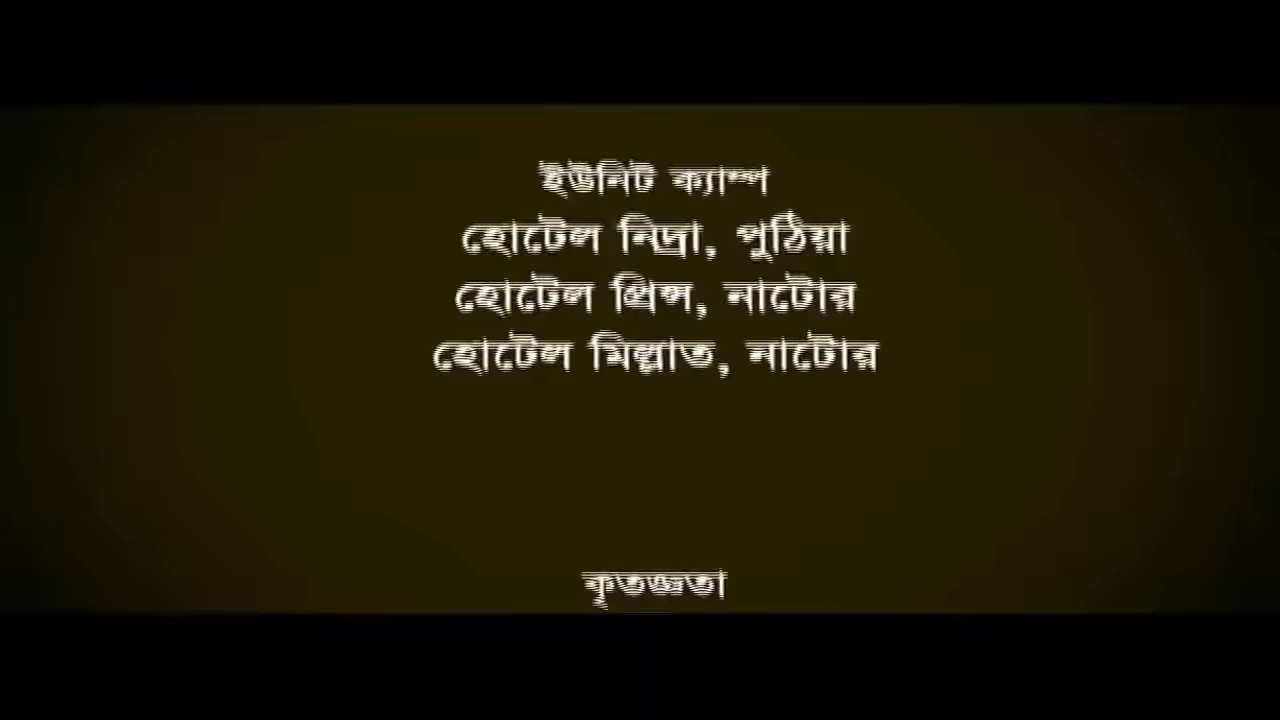 ইউনিট ক্যাম্প
হোটেল নিদ্রা, পুঠিয়া
হোটেল প্রিন্স, নাটোর
হোটেল মিল্লাত, নাটোর
কৃতজ্ঞতা